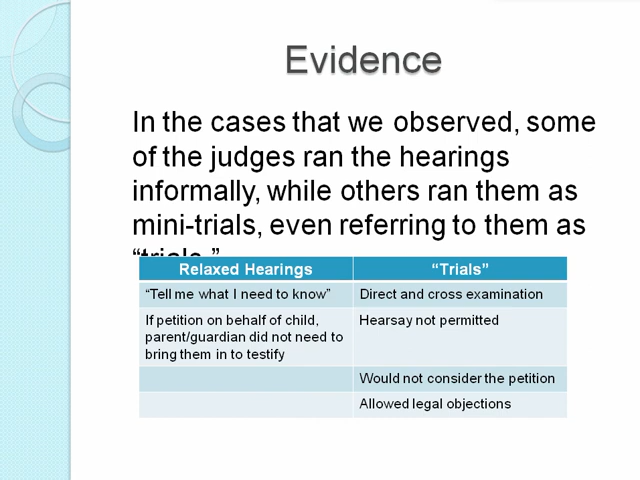 Evidence
In the cases that we observed, some
of the judges ran the hearings
informally, while others ran them as
mini-trials, even referring to them as
“trials.”
Relaxed Hearings “Trials”
“Tell me what I need to know” Direct and cross examination
If petition on behalf of child, Hearsay not permitted
parent/guardian did not need to
bring them in to testify
Would not consider the petition
Allowed legal objections